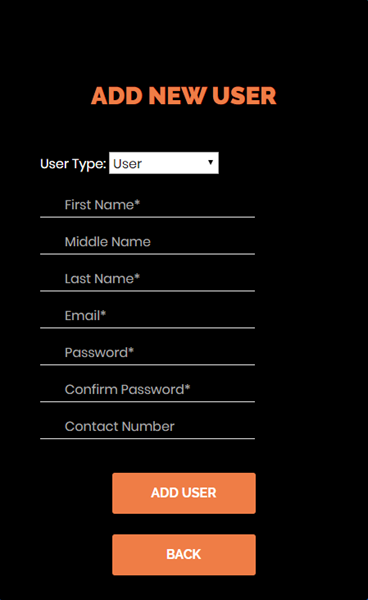 ADD NEW USER
User Type: User
First Name*
Middle Name
Last Name*
Email*
Password*
Confirm Password*
Contact Number
ADD USER
BACK